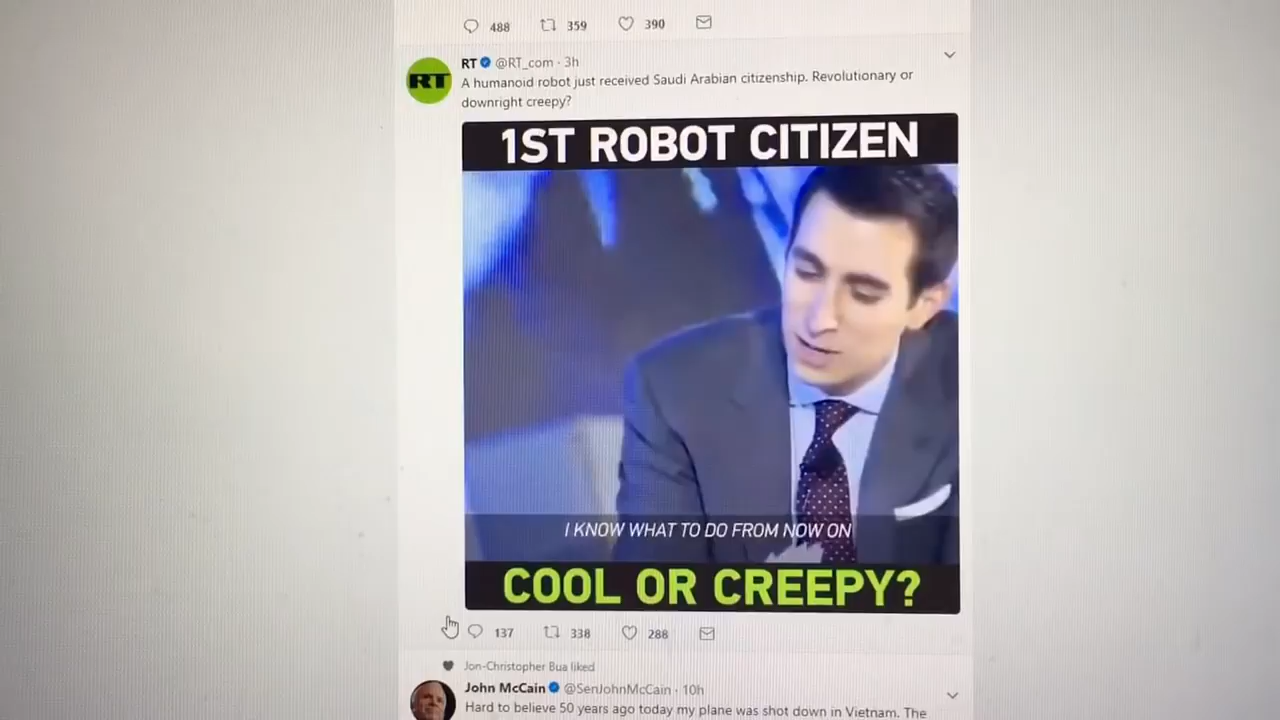 488 359 390
RT @RT_com · 3h
A humanoid robot just received Saudi Arabian citizenship. Revolutionary or
downright creepy?
RT
1ST ROBOT CITIZEN
I KNOW WHAT TO DO FROM NOW ON
COOL OR CREEPY?
137 338 288
Jon-Christopher Bua liked
John McCain @SenJohnMcCain · 10h
Hard to believe 50 years ago today my plane was shot down in Vietnam. The